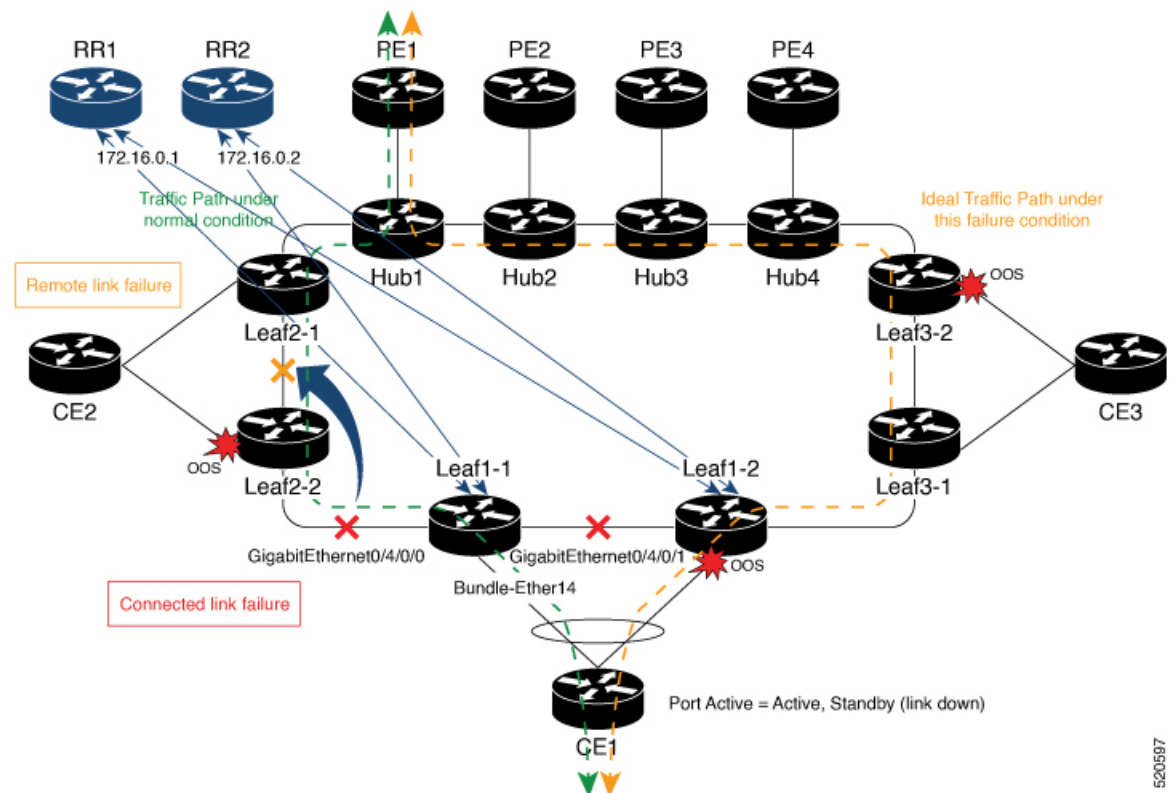 RR1
RR2
PE1
PE2
PE3
PE4
172.16.0.1
172.16.0.2
Traffic Path under
normal condition
Ideal Traffic Path under
this failure condition
Hub1
Hub2
Hub3
Hub4
Remote link failure
OOS
Leaf2-1
Leaf3-2
CE2
CE3
OOS
Leaf2-2
Leaf1-1
Leaf1-2
Leaf3-1
GigabitEthernet0/4/0/0
GigabitEthernet0/4/0/1
OOS
Bundle-Ether14
Connected link failure
Port Active = Active, Standby (link down)
CE1
520597